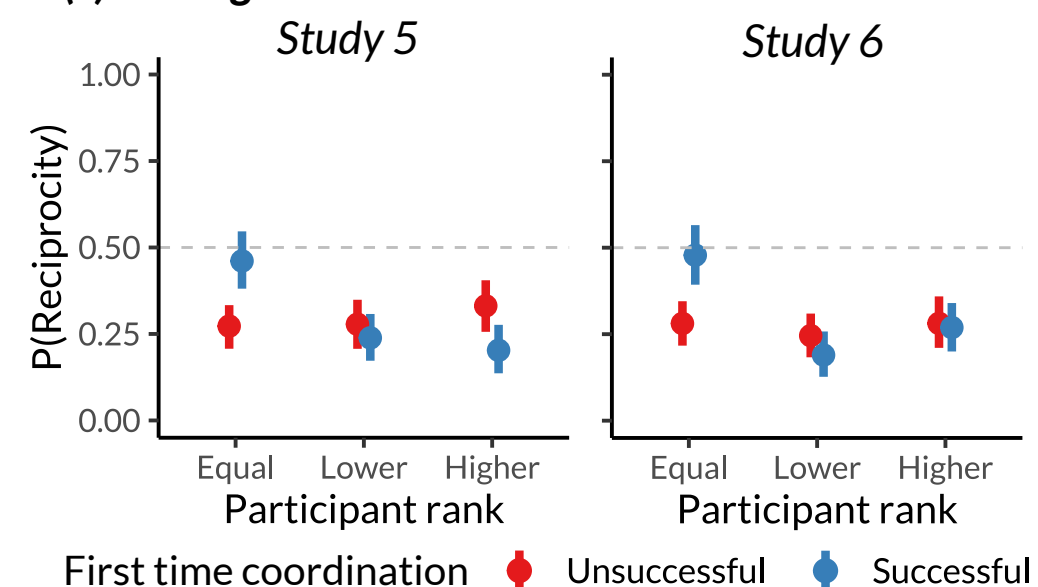 Study 5
Study 6
P(Reciprocity)
1.00
0.75
0.50
0.25
0.00
Equal Lower Higher
Equal Lower Higher
Participant rank
Participant rank
First time coordination Unsuccessful Successful